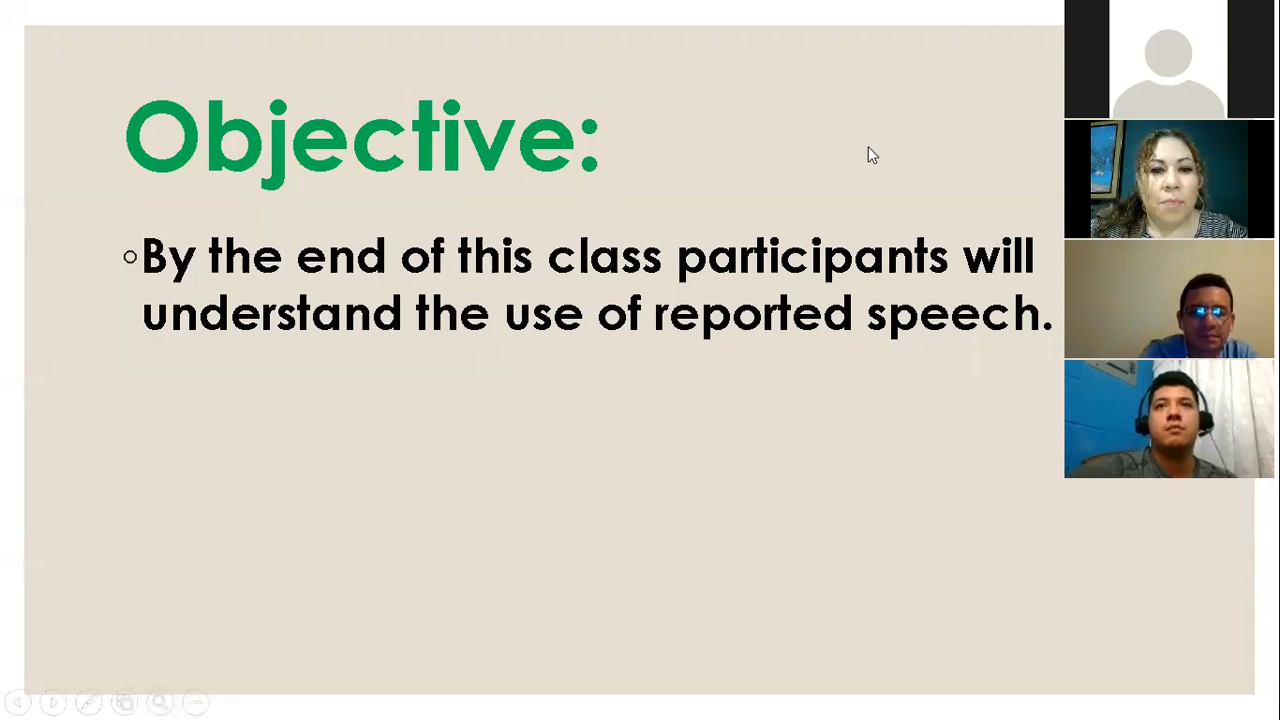 Objective:
By the end of this class participants will
understand the use of reported speech.